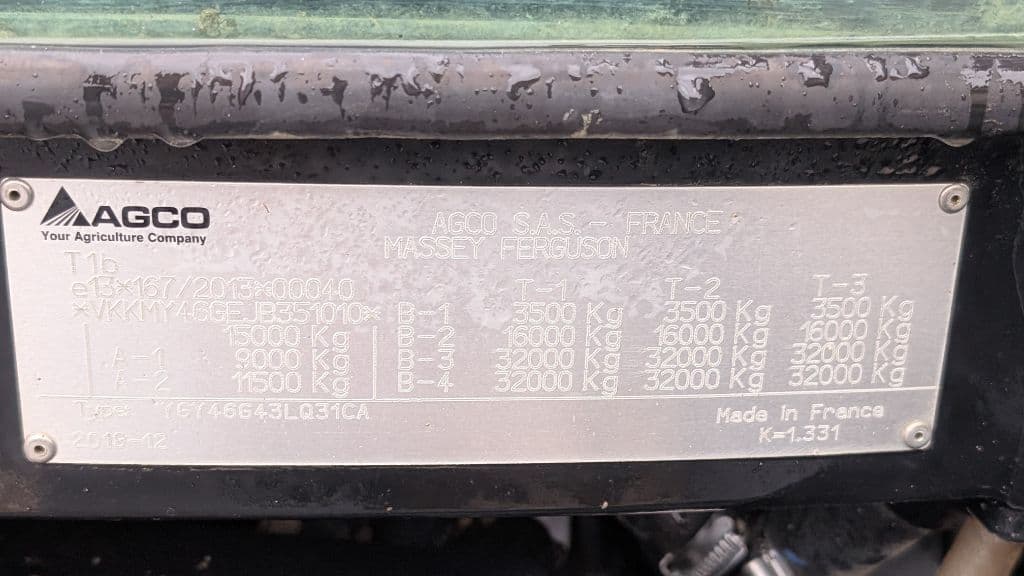 AGCO
Your Agriculture Company
AGCO S.A.S. - FRANCE
MASSEY FERGUSON
T1b
e13*167/2013*00040 T-1 T-2 T-3
*VKKMY46GEJB351010* B-1 3500 Kg 3500 Kg 3500 Kg
15000 Kg B-2 16000 Kg 16000 Kg 16000 Kg
A-1 9000 Kg B-3 32000 Kg 32000 Kg 32000 Kg
A-2 11500 Kg B-4 32000 Kg 32000 Kg 32000 Kg
Type: YGY46G43LQ31CA Made In France
2018-12 K=1.331